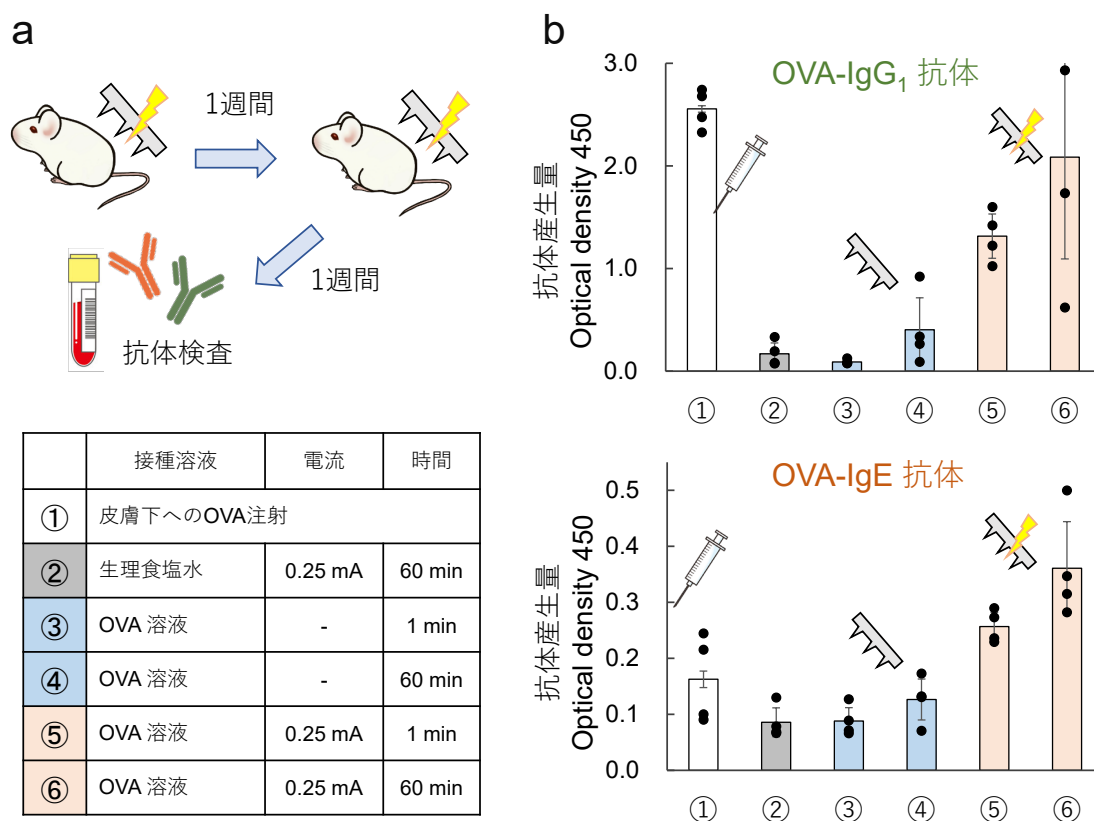 a
1週間
1週間
抗体検査
接種溶液 電流 時間
① 皮膚下へのOVA注射
② 生理食塩水 0.25 mA 60 min
③ OVA 溶液 - 1 min
④ OVA 溶液 - 60 min
⑤ OVA 溶液 0.25 mA 1 min
⑥ OVA 溶液 0.25 mA 60 min
b
OVA-IgG1 抗体
抗体産生量
Optical density 450
3.0
2.0
1.0
0.0
① ② ③ ④ ⑤ ⑥
OVA-IgE 抗体
抗体産生量
Optical density 450
0.5
0.4
0.3
0.2
0.1
0.0
① ② ③ ④ ⑤ ⑥